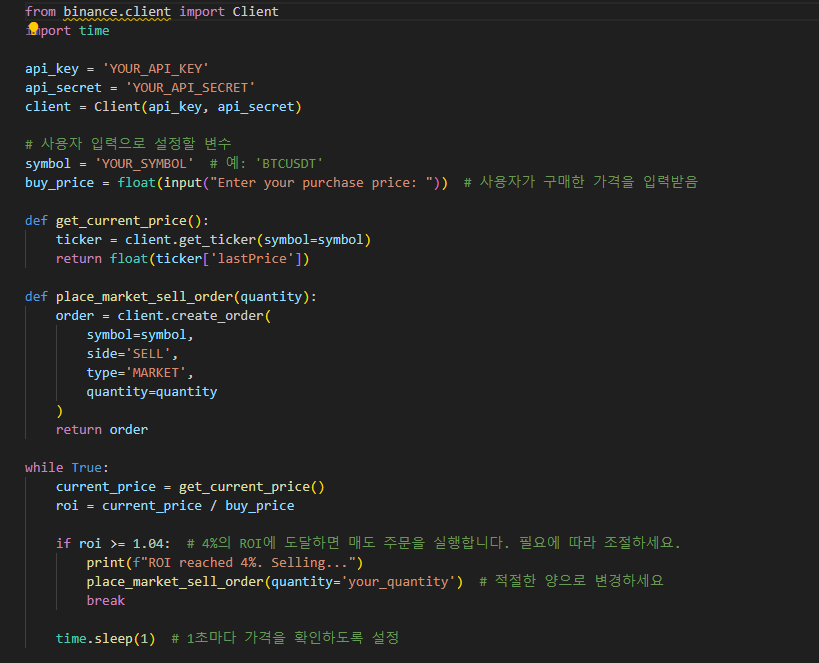 from binance.client import Client
import time
api_key = 'YOUR_API_KEY'
api_secret = 'YOUR_API_SECRET'
client = Client(api_key, api_secret)
# 사용자 입력으로 설정할 변수
symbol = 'YOUR_SYMBOL'  # 예: 'BTCUSDT'
buy_price = float(input("Enter your purchase price: "))  # 사용자가 구매한 가격을 입력받음
def get_current_price():
    ticker = client.get_ticker(symbol=symbol)
    return float(ticker['lastPrice'])
def place_market_sell_order(quantity):
    order = client.create_order(
        symbol=symbol,
        side='SELL',
        type='MARKET',
        quantity=quantity
    )
    return order
while True:
    current_price = get_current_price()
    roi = current_price / buy_price
    if roi >= 1.04:  # 4%의 ROI에 도달하면 매도 주문을 실행합니다. 필요에 따라 조절하세요.
        print(f"ROI reached 4%. Selling...")
        place_market_sell_order(quantity='your_quantity')  # 적절한 양으로 변경하세요
        break
    time.sleep(1)  # 1초마다 가격을 확인하도록 설정